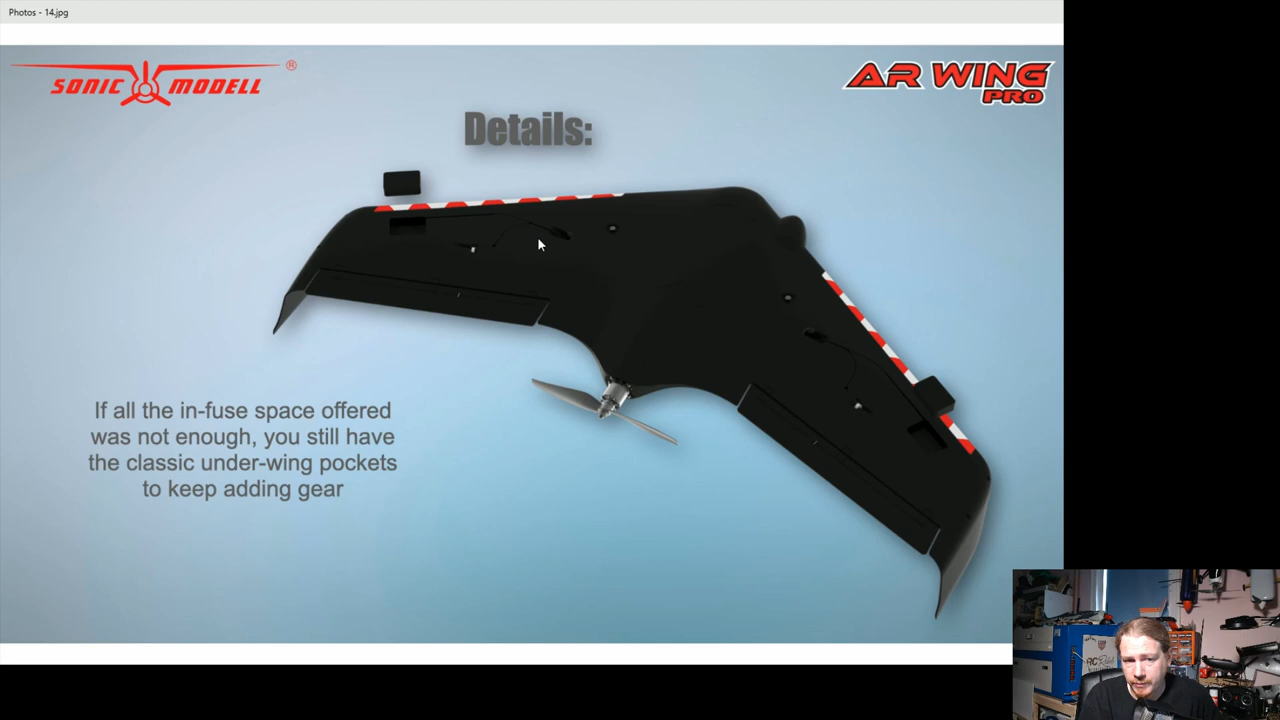 Photos - 14.jpg
SONIC MODELL ®
AR WING
PRO
Details:
If all the in-fuse space offered
was not enough, you still have
the classic under-wing pockets
to keep adding gear